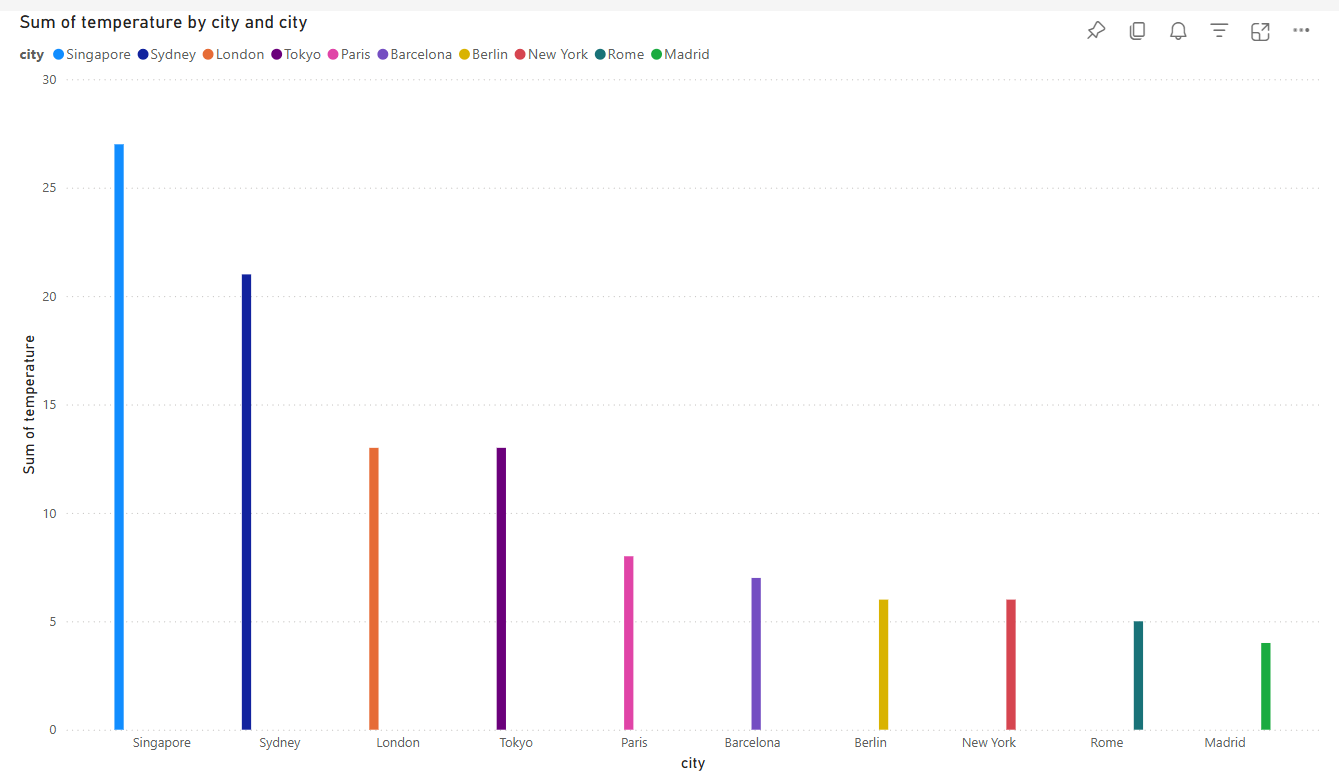 Sum of temperature by city and city
city Singapore Sydney London Tokyo Paris Barcelona Berlin New York Rome Madrid
30
25
20
15
10
5
0
Sum of temperature
Singapore Sydney London Tokyo Paris Barcelona Berlin New York Rome Madrid
city